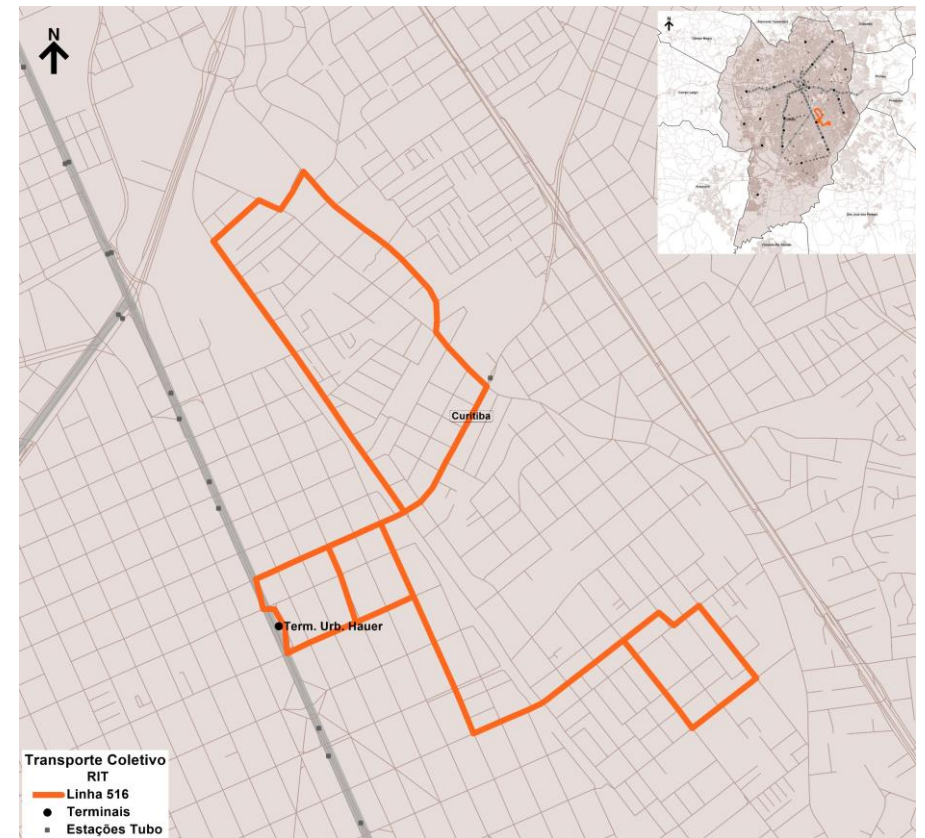 N
Curitiba
Term. Urb. Hauer
Transporte Coletivo
RIT
Linha 516
Terminais
Estações Tubo